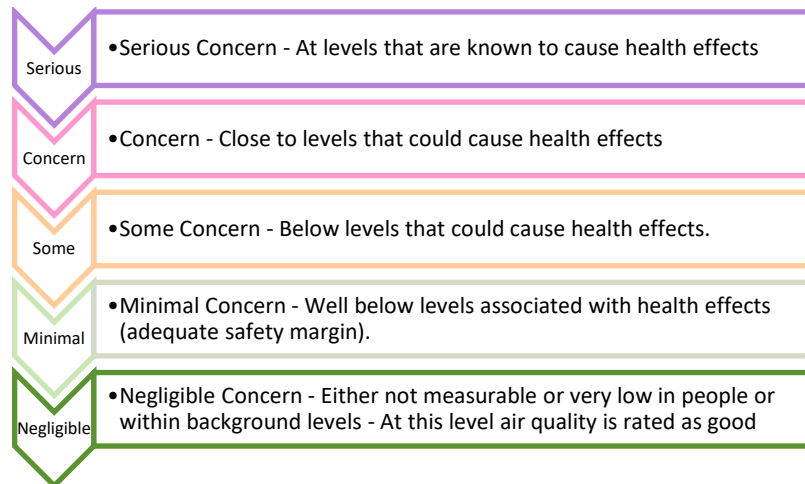 Serious
•Serious Concern - At levels that are known to cause health effects
Concern
•Concern - Close to levels that could cause health effects
Some
•Some Concern - Below levels that could cause health effects.
Minimal
•Minimal Concern - Well below levels associated with health effects
(adequate safety margin).
Negligible
•Negligible Concern - Either not measurable or very low in people or
within background levels - At this level air quality is rated as good